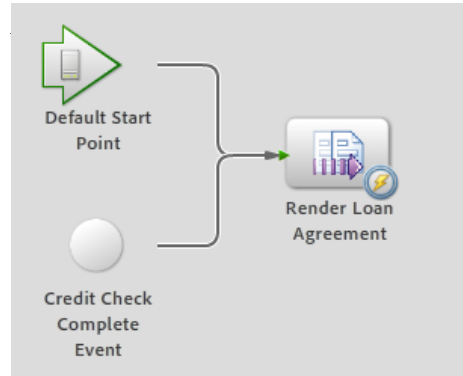 Default Start
Point
Render Loan
Agreement
Credit Check
Complete
Event